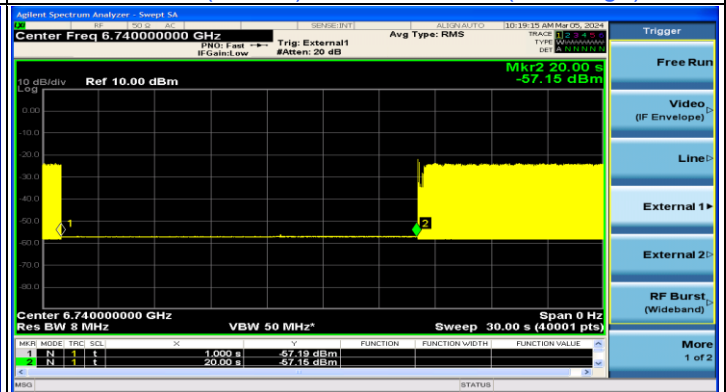 Agilent Spectrum Analyzer - Swept SA
RF 50 Ω AC SENSE:INT ALIGN AUTO 10:19:15 AM Mar 05, 2024
Center Freq 6.740000000 GHz
PNO: Fast
IFGain:Low
Trig: External1
#Atten: 20 dB
Avg Type: RMS
TRACE 1 2 3 4 5 6
TYPE
DET A N N N N N
Mkr2 20.00 s
-57.15 dBm
10 dB/div Ref 10.00 dBm
Log
0.00
-10.0
-20.0
-30.0
-40.0
-50.0
-60.0
-70.0
-80.0
1
2
Center 6.740000000 GHz
Span 0 Hz
Res BW 8 MHz
VBW 50 MHz*
Sweep 30.00 s (40001 pts)
MKR MODE TRC SCL X Y FUNCTION FUNCTION WIDTH FUNCTION VALUE
1 N 1 t 1.000 s -57.19 dBm
2 N 1 t 20.00 s -57.15 dBm
MSG
STATUS
Trigger
Free Run
Video
(IF Envelope)
Line
External 1
External 2
RF Burst
(Wideband)
More
1 of 2